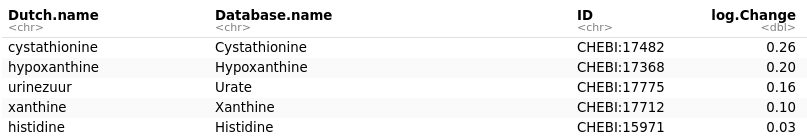 Dutch.name Database.name ID log.Change
<chr> <chr> <chr> <dbl>
cystathionine Cystathionine CHEBI:17482 0.26
hypoxanthine Hypoxanthine CHEBI:17368 0.20
urinezuur Urate CHEBI:17775 0.16
xanthine Xanthine CHEBI:17712 0.10
histidine Histidine CHEBI:15971 0.03